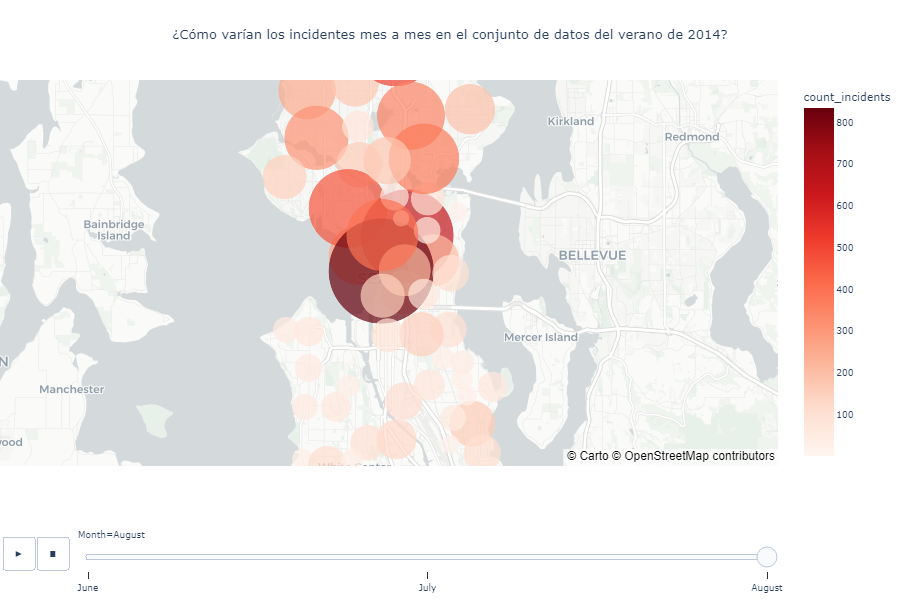 ¿Cómo varían los incidentes mes a mes en el conjunto de datos del verano de 2014?
count_incidents
800
700
600
500
400
300
200
100
Kirkland
Redmond
Bainbridge
Island
BELLEVUE
Mercer Island
N
Manchester
ood
White Center
© Carto © OpenStreetMap contributors
Month=August
June
July
August